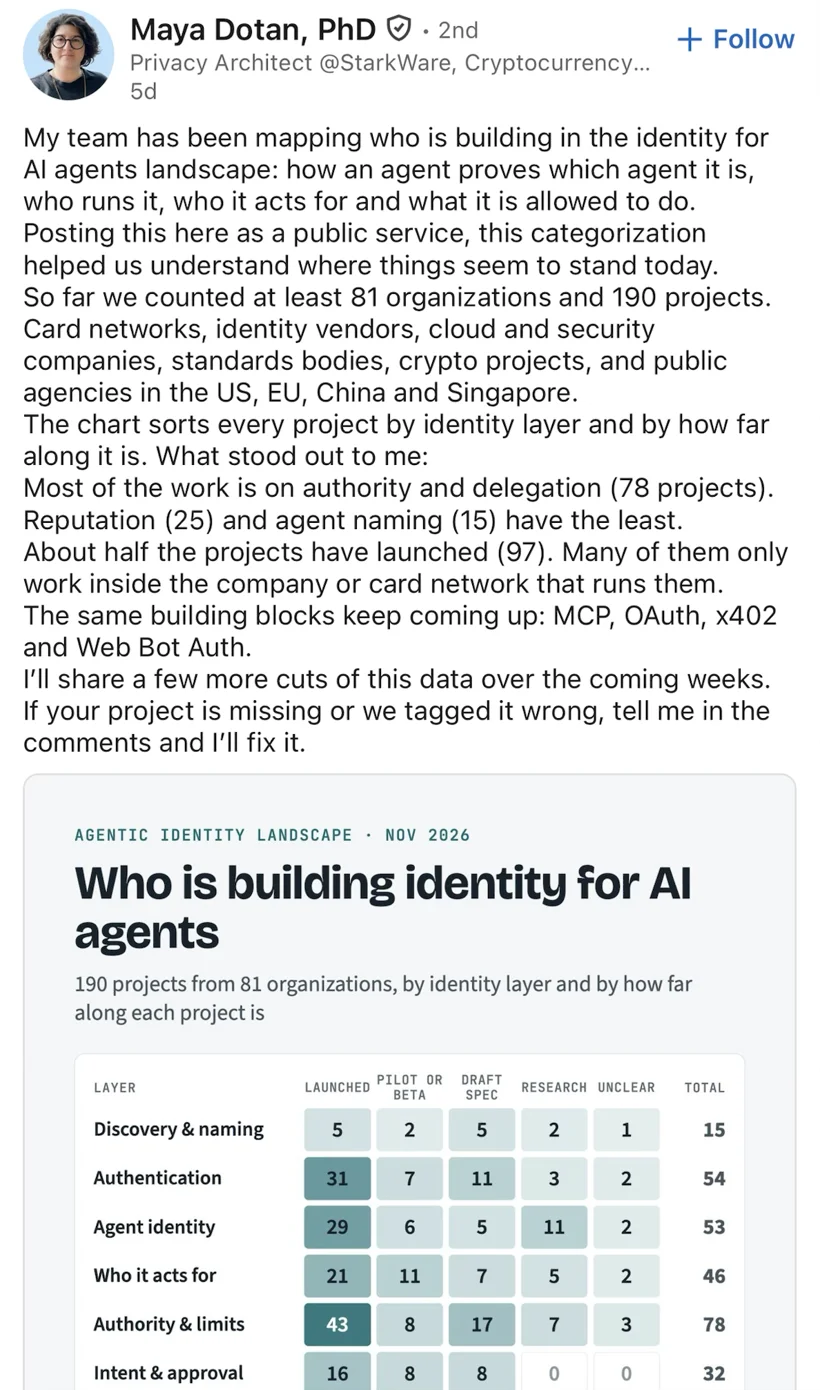 Maya Dotan, PhD · 2nd
+ Follow
Privacy Architect @StarkWare, Cryptocurrency...
5d
My team has been mapping who is building in the identity for
AI agents landscape: how an agent proves which agent it is,
who runs it, who it acts for and what it is allowed to do.
Posting this here as a public service, this categorization
helped us understand where things seem to stand today.
So far we counted at least 81 organizations and 190 projects.
Card networks, identity vendors, cloud and security
companies, standards bodies, crypto projects, and public
agencies in the US, EU, China and Singapore.
The chart sorts every project by identity layer and by how far
along it is. What stood out to me:
Most of the work is on authority and delegation (78 projects).
Reputation (25) and agent naming (15) have the least.
About half the projects have launched (97). Many of them only
work inside the company or card network that runs them.
The same building blocks keep coming up: MCP, OAuth, x402
and Web Bot Auth.
I’ll share a few more cuts of this data over the coming weeks.
If your project is missing or we tagged it wrong, tell me in the
comments and I’ll fix it.
AGENTIC IDENTITY LANDSCAPE · NOV 2026
Who is building identity for AI
agents
190 projects from 81 organizations, by identity layer and by how far
along each project is
LAYER LAUNCHED PILOT OR BETA DRAFT SPEC RESEARCH UNCLEAR TOTAL
Discovery & naming 5 2 5 2 1 15
Authentication 31 7 11 3 2 54
Agent identity 29 6 5 11 2 53
Who it acts for 21 11 7 5 2 46
Authority & limits 43 8 17 7 3 78
Intent & approval 16 8 8 0 0 32